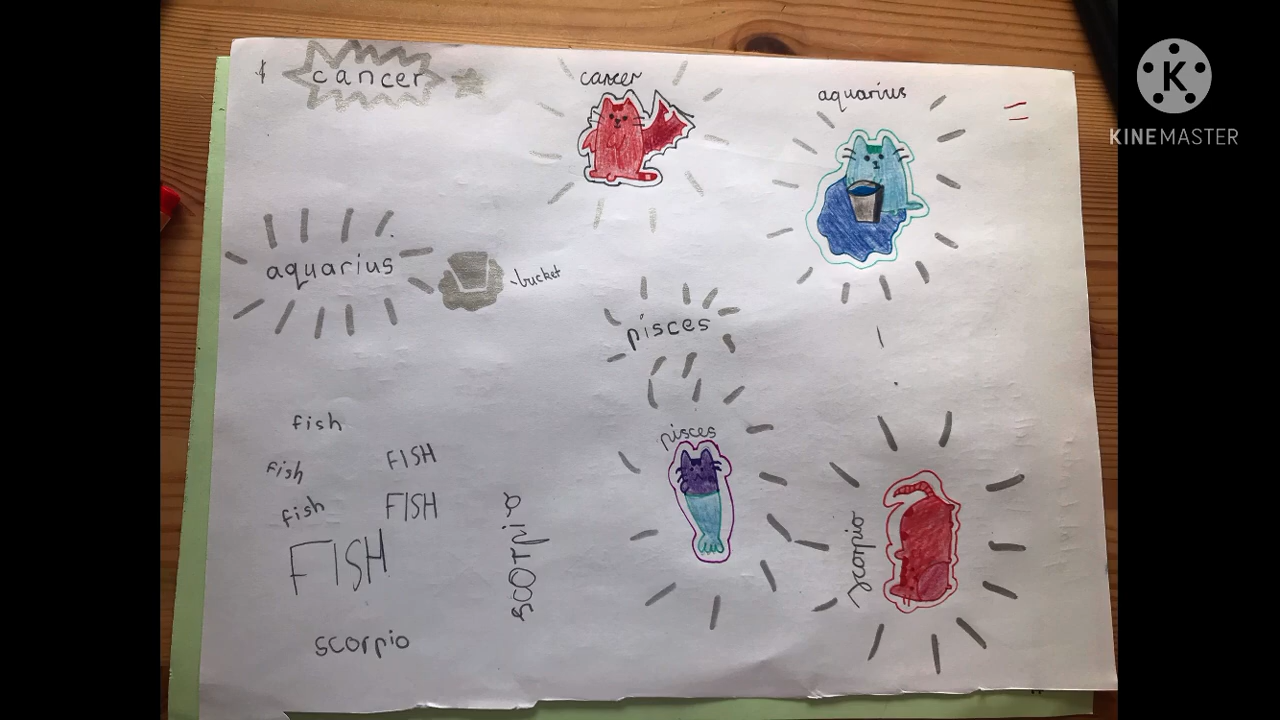 cancer
cancer
aquarius
KINEMASTER
aquarius
bucket
pisces
fish
pisces
FISH
fish
fish
FISH
FISH
scorpio
scorpio
scorpio